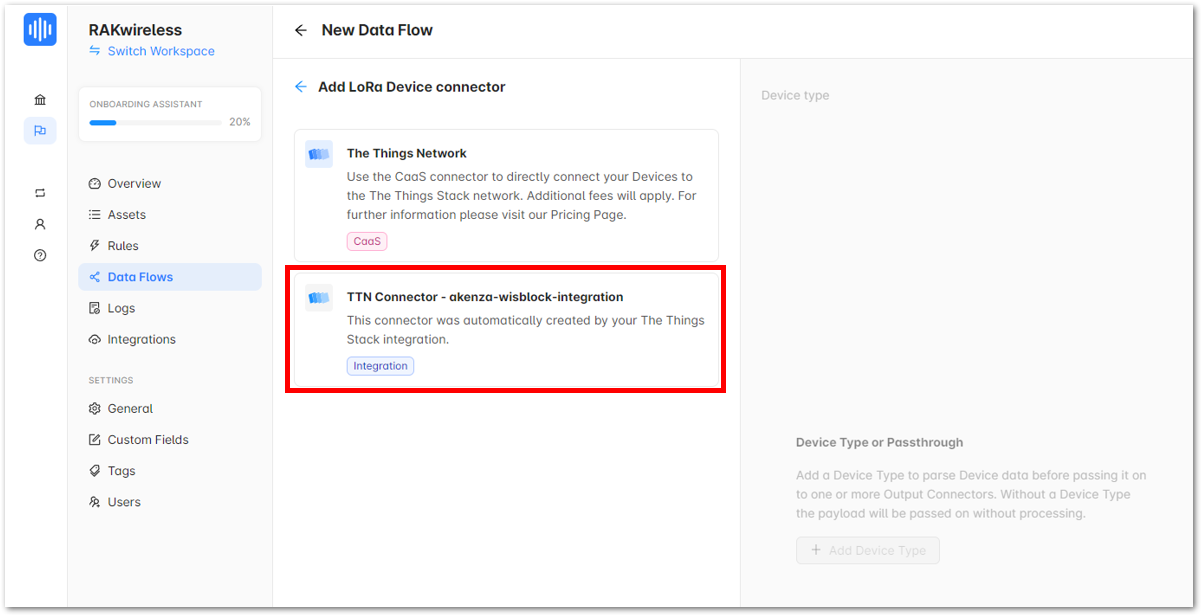 RAKwireless
Switch Workspace
ONBOARDING ASSISTANT
20%
Overview
Assets
Rules
Data Flows
Logs
Integrations
SETTINGS
General
Custom Fields
Tags
Users
New Data Flow
Add LoRa Device connector
The Things Network
Use the CaaS connector to directly connect your Devices to
the The Things Stack network. Additional fees will apply. For
further information please visit our Pricing Page.
CaaS
TTN Connector - akenza-wisblock-integration
This connector was automatically created by your The Things
Stack integration.
Integration
Device type
Device Type or Passthrough
Add a Device Type to parse Device data before passing it on
to one or more Output Connectors. Without a Device Type
the payload will be passed on without processing.
+ Add Device Type